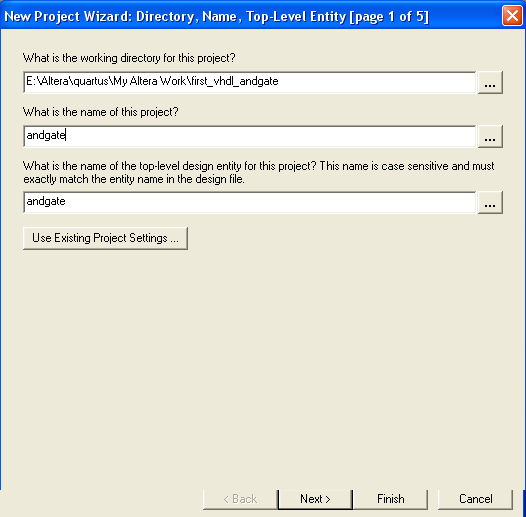 New Project Wizard: Directory, Name, Top-Level Entity [page 1 of 5]
What is the working directory for this project?
E:\Altera\quartus\My Altera Work\first_vhdl_andgate
...
What is the name of this project?
andgate
...
What is the name of the top-level design entity for this project? This name is case sensitive and must
exactly match the entity name in the design file.
andgate
...
Use Existing Project Settings ...
< Back
Next >
Finish
Cancel